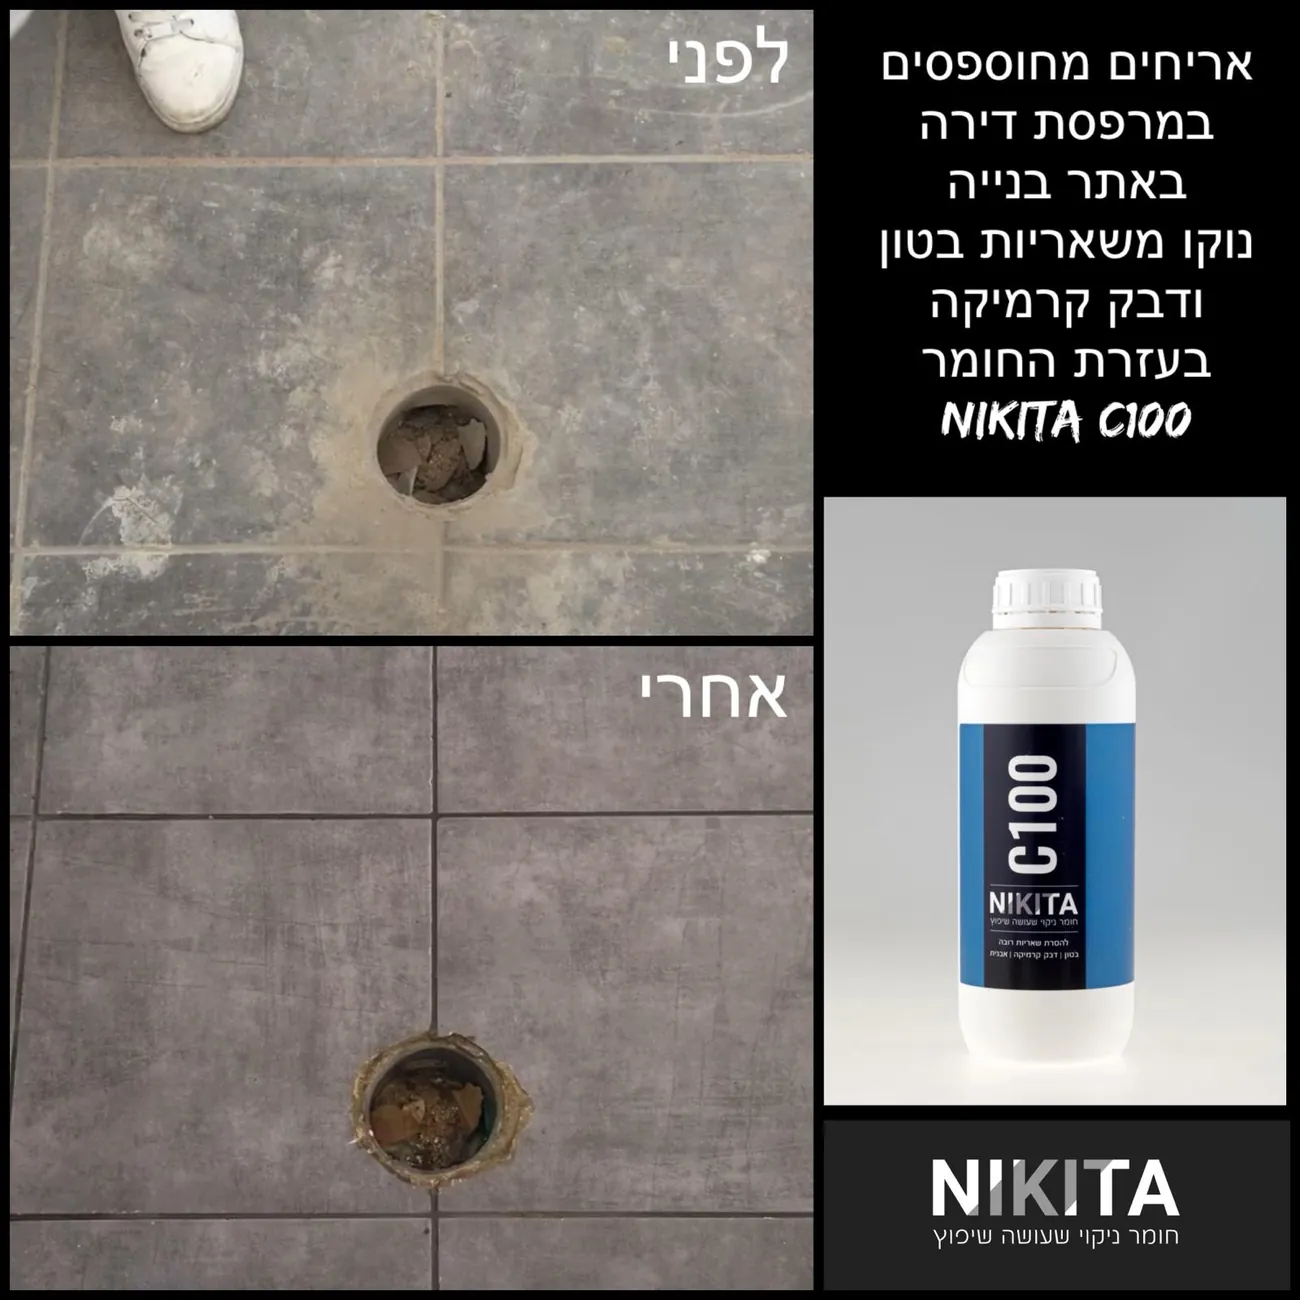 לפני
אריחים מחוספסים
במרפסת דירה
באתר בנייה
נוקו משאריות בטון
ודבק קרמיקה
בעזרת החומר
NIKITA C100
אחרי
C100
NIKITA
חומר ניקוי שעושה שיפוץ
להסרת שאריות רובה
בטון | דבק קרמיקה | אבנית
NIKITA
חומר ניקוי שעושה שיפוץ